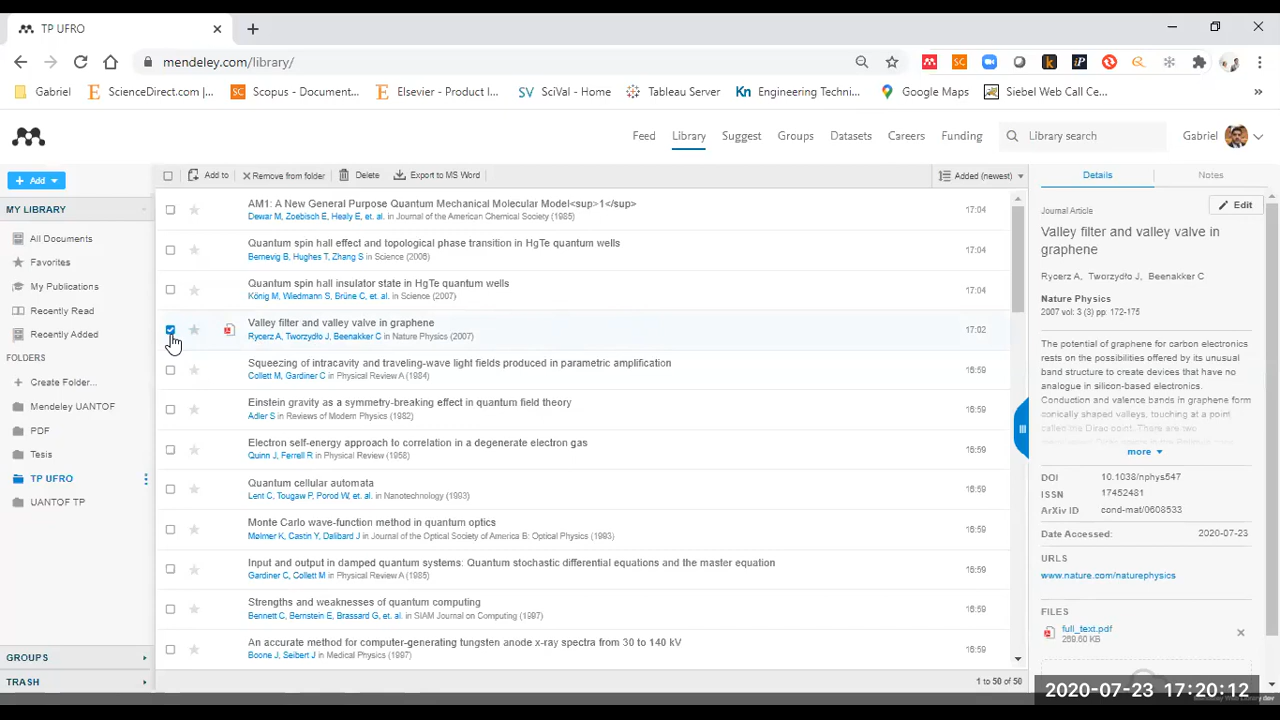 TP UFRO
mendeley.com/library/
Gabriel
ScienceDirect.com |...
Scopus - Document...
Elsevier - Product I...
SciVal - Home
Tableau Server
Engineering Techni...
Google Maps
Siebel Web Call Ce...
Feed
Library
Suggest
Groups
Datasets
Careers
Funding
Library search
Gabriel
+ Add
MY LIBRARY
All Documents
Favorites
My Publications
Recently Read
Recently Added
FOLDERS
Create Folder...
Mendeley UANTOF
PDF
Tesis
TP UFRO
UANTOF TP
GROUPS
TRASH
Add to
Remove from folder
Delete
Export to MS Word
Added (newest)
AM1: A New General Purpose Quantum Mechanical Molecular Model<sup>1</sup>
Dewar M, Zoebisch E, Healy E, et. al. in Journal of the American Chemical Society (1985)
17:04
Quantum spin hall effect and topological phase transition in HgTe quantum wells
Bernevig B, Hughes T, Zhang S in Science (2006)
17:04
Quantum spin hall insulator state in HgTe quantum wells
König M, Wiedmann S, Brüne C, et. al. in Science (2007)
17:04
Valley filter and valley valve in graphene
Rycerz A, Tworzydło J, Beenakker C in Nature Physics (2007)
17:02
Squeezing of intracavity and traveling-wave light fields produced in parametric amplification
Collett M, Gardiner C in Physical Review A (1984)
16:59
Einstein gravity as a symmetry-breaking effect in quantum field theory
Adler S in Reviews of Modern Physics (1982)
16:59
Electron self-energy approach to correlation in a degenerate electron gas
Quinn J, Ferrell R in Physical Review (1958)
16:59
Quantum cellular automata
Lent C, Tougaw P, Porod W, et. al. in Nanotechnology (1993)
16:59
Monte Carlo wave-function method in quantum optics
Mølmer K, Castin Y, Dalibard J in Journal of the Optical Society of America B: Optical Physics (1993)
16:59
Input and output in damped quantum systems: Quantum stochastic differential equations and the master equation
Gardiner C, Collett M in Physical Review A (1985)
16:59
Strengths and weaknesses of quantum computing
Bennett C, Bernstein E, Brassard G, et. al. in SIAM Journal on Computing (1997)
16:59
An accurate method for computer-generating tungsten anode x-ray spectra from 30 to 140 kV
Boone J, Seibert J in Medical Physics (1997)
16:59
1 to 50 of 50
Details
Notes
Journal Article
Edit
Valley filter and valley valve in
graphene
Rycerz A, Tworzydło J, Beenakker C
Nature Physics
2007 vol: 3 (3) pp: 172-175
The potential of graphene for carbon electronics
rests on the possibilities offered by its unusual
band structure to create devices that have no
analogue in silicon-based electronics.
Conduction and valence bands in graphene form
conically shaped valleys, touching at a point
called the Dirac point. There are two
more
DOI 10.1038/nphys547
ISSN 17452481
ArXiv ID cond-mat/0608533
Date Accessed: 2020-07-23
URLS
www.nature.com/naturephysics
FILES
full_text.pdf
269.60 KB
2020-07-23 17:20:12